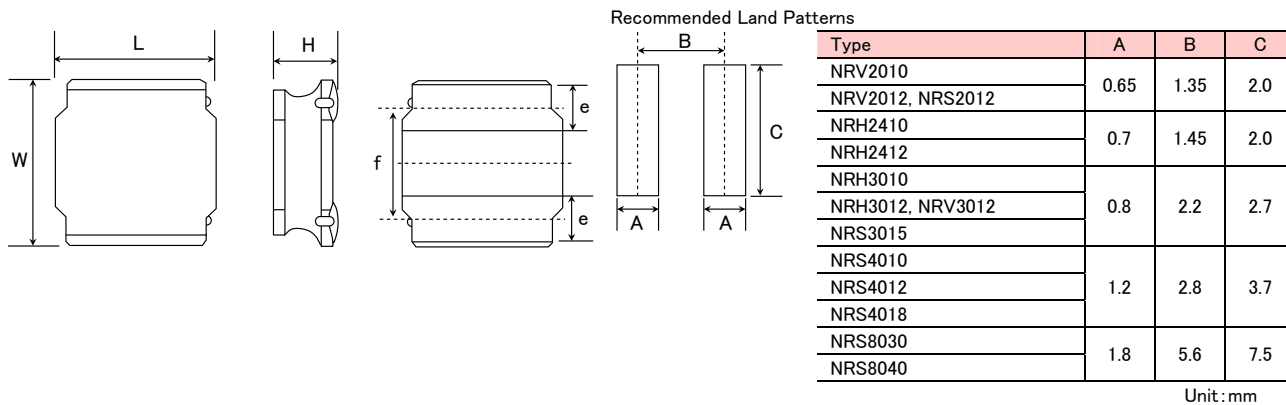 Recommended Land Patterns
L
H
W
f
e
e
B
C
A
A
Type A B C
NRV2010
NRV2012, NRS2012
0.65 1.35 2.0
NRH2410
NRH2412
0.7 1.45 2.0
NRH3010
NRH3012, NRV3012
NRS3015
0.8 2.2 2.7
NRS4010
NRS4012
NRS4018
1.2 2.8 3.7
NRS8030
NRS8040
1.8 5.6 7.5
Unit:mm